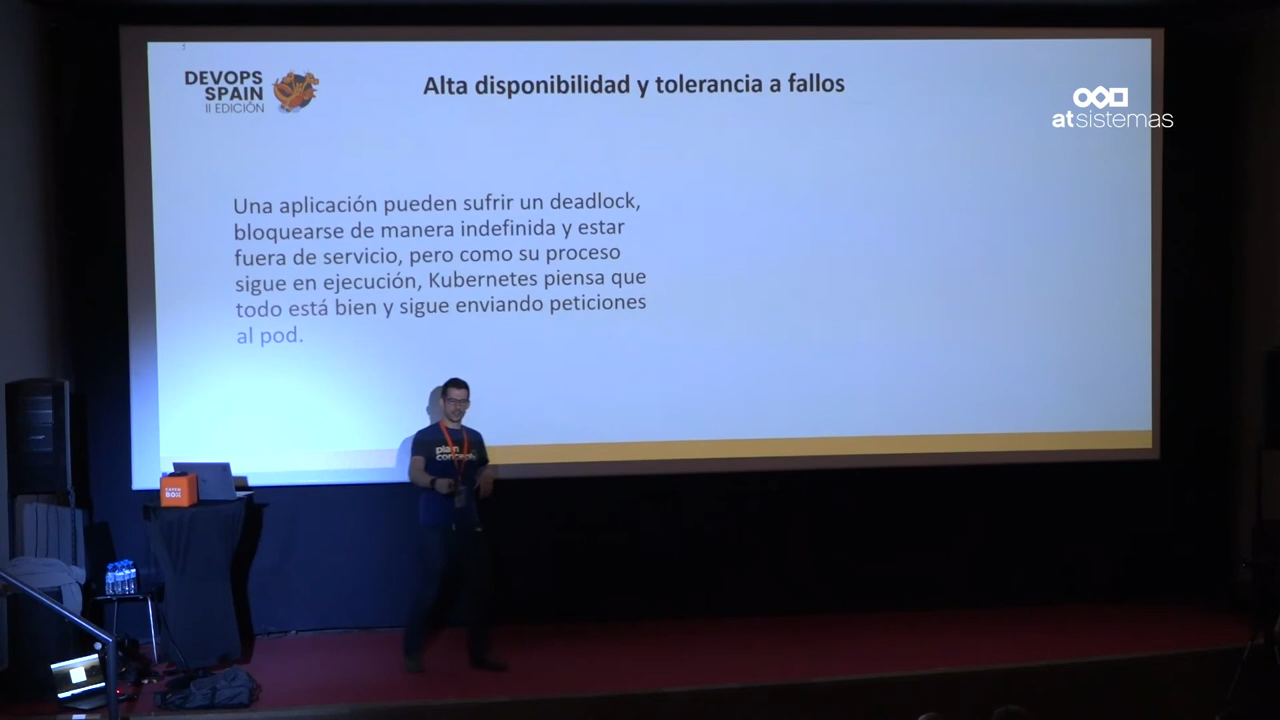 DEVOPS
SPAIN
II EDICIÓN
Alta disponibilidad y tolerancia a fallos
atsistemas
Una aplicación pueden sufrir un deadlock,
bloquearse de manera indefinida y estar
fuera de servicio, pero como su proceso
sigue en ejecución, Kubernetes piensa que
todo está bien y sigue enviando peticiones
al pod.
plain
concepts